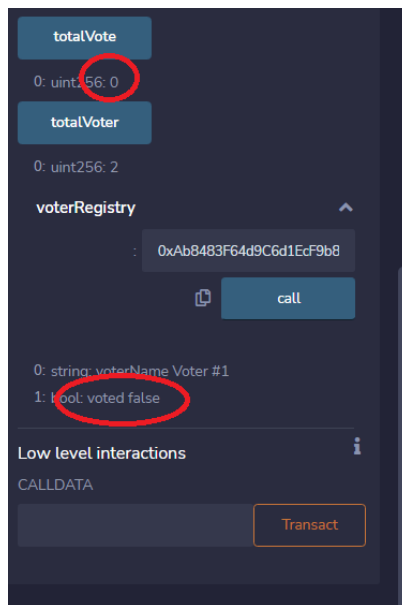 totalVote
0: uint256: 0
totalVoter
0: uint256: 2
voterRegistry
: 0xAb8483F64d9C6d1EcF9b8
call
0: string: voterName Voter #1
1: bool: voted false
Low level interactions
i
CALLDATA
Transact